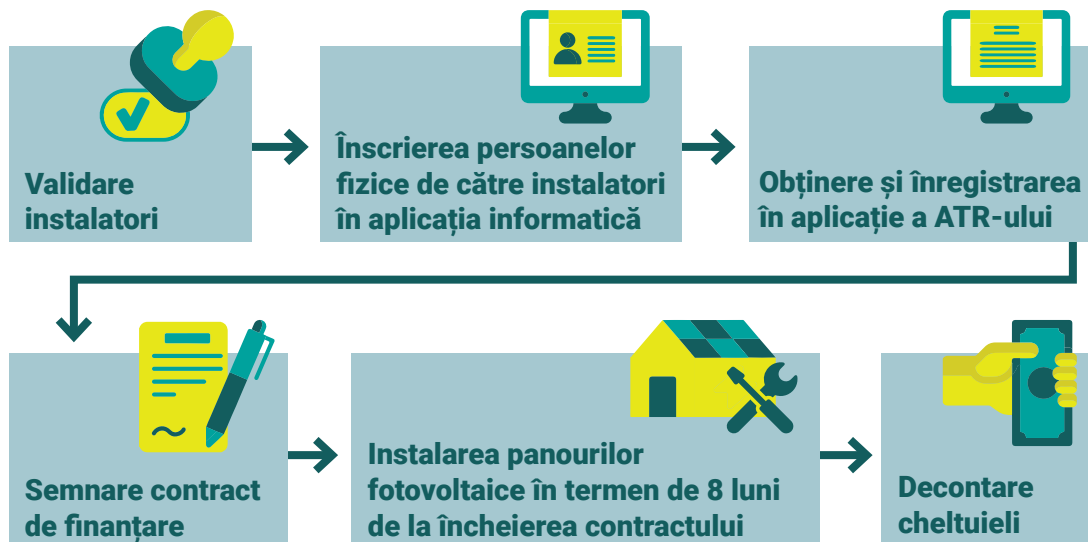 Validare
instalatori
Înscrierea persoanelor
fizice de către instalatori
în aplicația informatică
Obținere și înregistrarea
în aplicație a ATR-ului
Semnare contract
de finanțare
Instalarea panourilor
fotovoltaice în termen de 8 luni
de la încheierea contractului
Decontare
cheltuieli